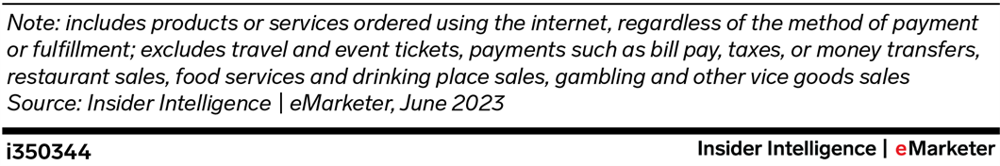 Note: includes products or services ordered using the internet, regardless of the method of payment
or fulfillment; excludes travel and event tickets, payments such as bill pay, taxes, or money transfers,
restaurant sales, food services and drinking place sales, gambling and other vice goods sales
Source: Insider Intelligence | eMarketer, June 2023
i350344
Insider Intelligence | eMarketer